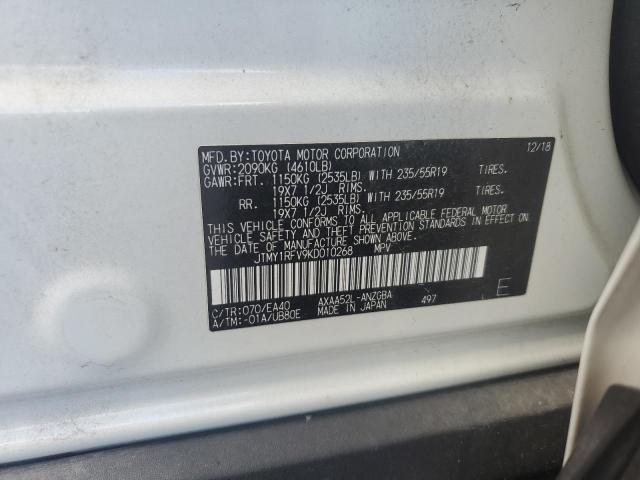 MFD.BY:TOYOTA MOTOR CORPORATION 12/18
GVWR:2090KG (4610LB)
GAWR:FRT. 1150KG (2535LB) WITH 235/55R19 TIRES.
19X7 1/2J RIMS.
RR. 1150KG (2535LB) WITH 235/55R19 TIRES.
19X7 1/2J RIMS.
THIS VEHICLE CONFORMS TO ALL APPLICABLE FEDERAL MOTOR
VEHICLE SAFETY AND THEFT PREVENTION STANDARDS IN EFFECT ON
THE DATE OF MANUFACTURE SHOWN ABOVE.
JTMY1RFV9KD010268 MPV
C/TR:070/EA40 AXAA52L-ANZGBA
A/TM:-01A/UB80E MADE IN JAPAN 497 E